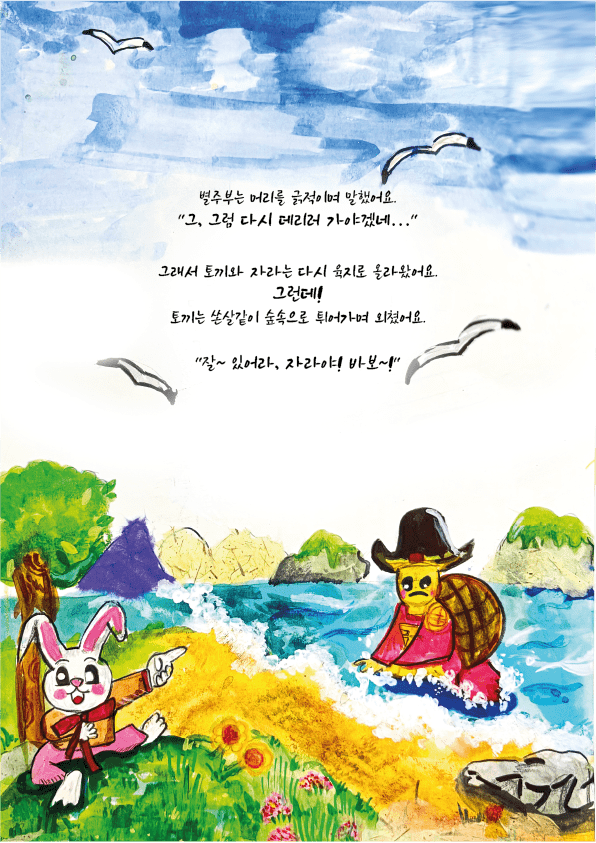 별주부는 머리를 긁적이며 말했어요.
"그, 그럼 다시 데리러 가야겠네..."
그래서 토끼와 자라는 다시 육지로 올라왔어요.
그런데!
토끼는 쏜살같이 숲속으로 뛰어가며 외쳤어요.
"잘~ 있어라, 자라야! 바보~!"